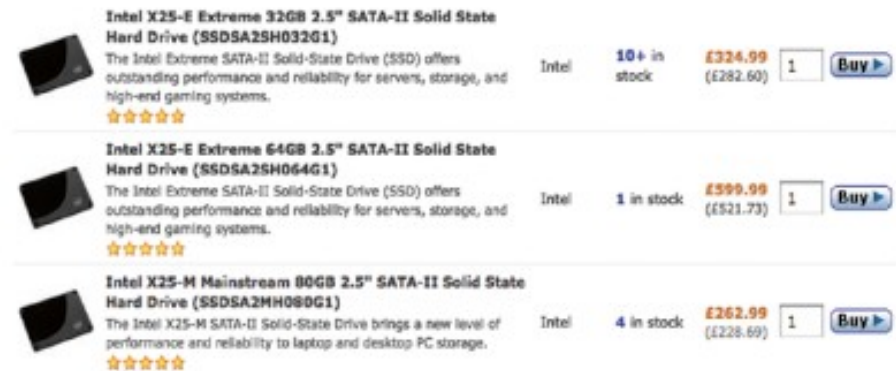 Intel X25-E Extreme 32GB 2.5" SATA-II Solid State
Hard Drive (SSDSA2SH032G1)
The Intel Extreme SATA-II Solid-State Drive (SSD) offers
outstanding performance and reliability for servers, storage, and
high-end gaming systems.
Intel
10+ in
stock
£324.99
(£282.60)
1
Buy
Intel X25-E Extreme 64GB 2.5" SATA-II Solid State
Hard Drive (SSDSA2SH064G1)
The Intel Extreme SATA-II Solid-State Drive (SSD) offers
outstanding performance and reliability for servers, storage, and
high-end gaming systems.
Intel
1 in stock
£599.99
(£521.73)
1
Buy
Intel X25-M Mainstream 80GB 2.5" SATA-II Solid State
Hard Drive (SSDSA2MH080G1)
The Intel X25-M SATA-II Solid-State Drive brings a new level of
performance and reliability to laptop and desktop PC storage.
Intel
4 in stock
£262.99
(£228.69)
1
Buy